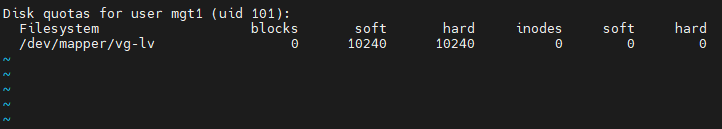 Disk quotas for user mgt1 (uid 101):
  Filesystem                   blocks       soft       hard     inodes     soft     hard
  /dev/mapper/vg-lv                 0      10240      10240          0        0        0
~
~
~
~
~